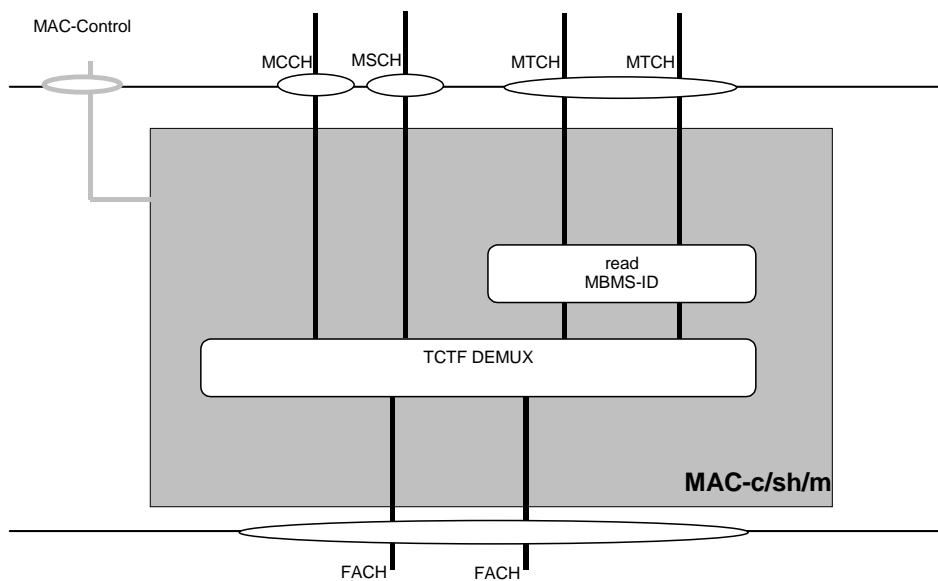 MAC-Control
MCCH
MSCH
MTCH
MTCH
read
MBMS-ID
TCTF DEMUX
MAC-c/sh/m
FACH
FACH